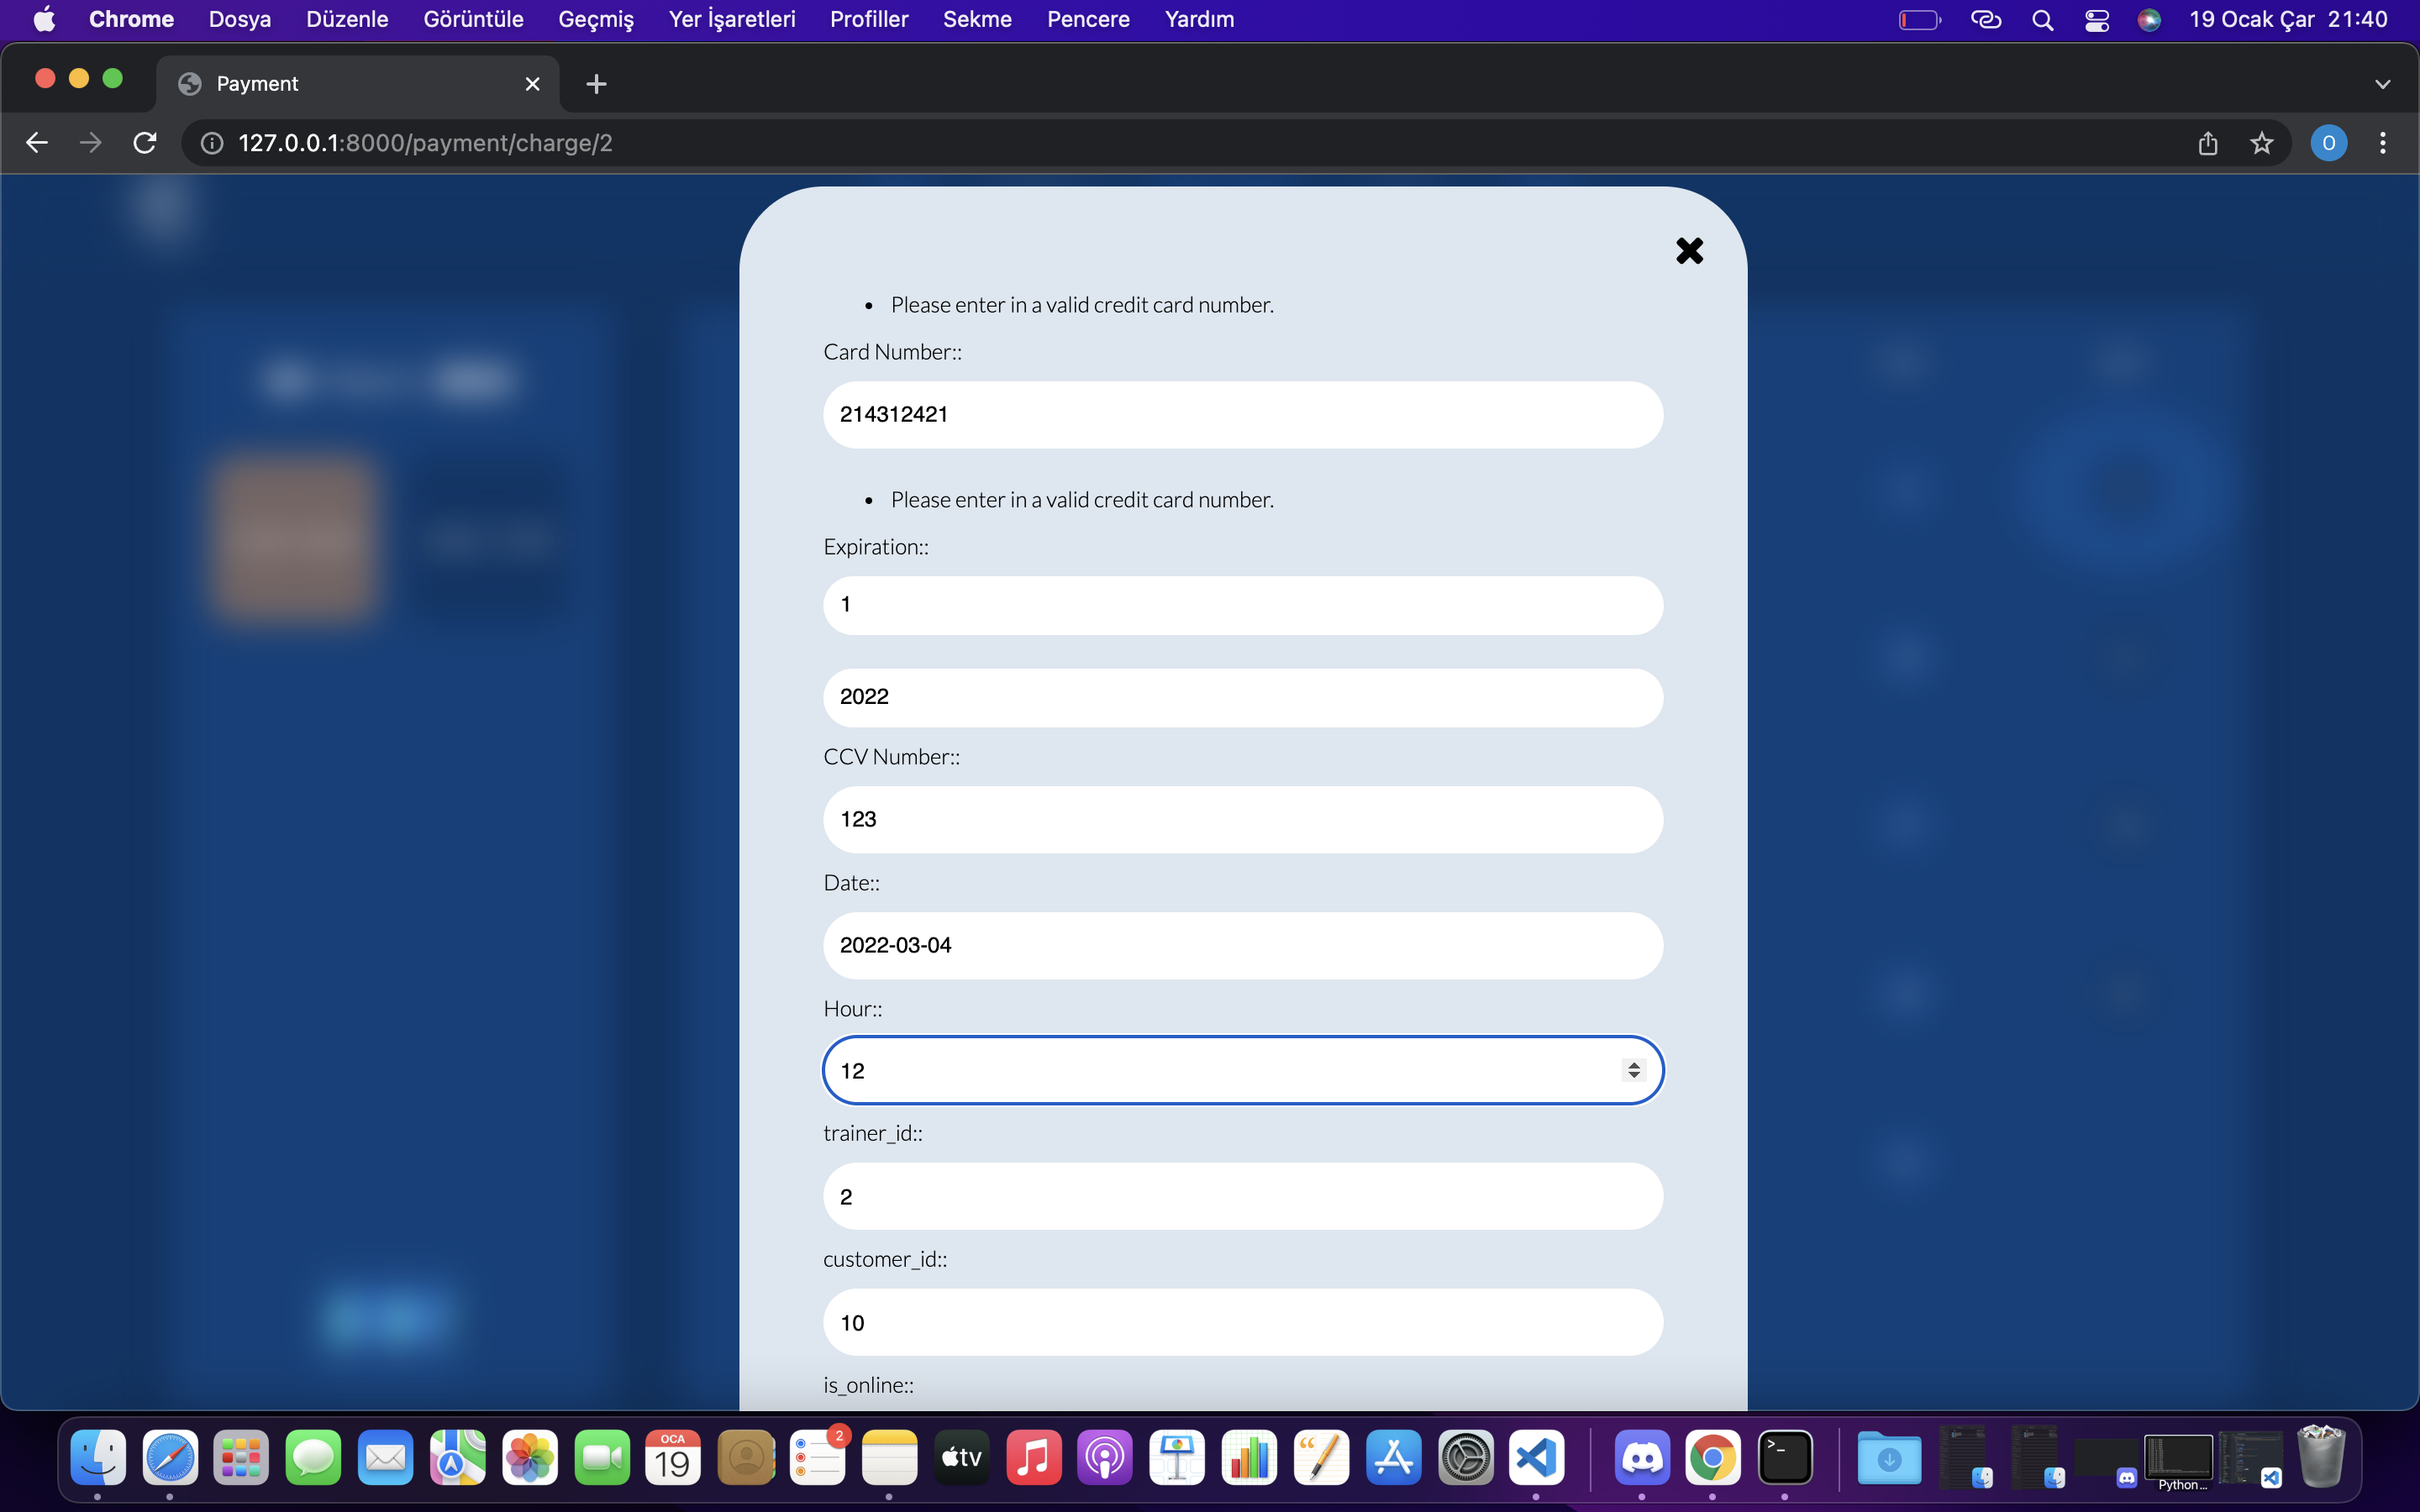 Chrome Dosya Düzenle Görüntüle Geçmiş Yer İşaretleri Profiller Sekme Pencere Yardım 19 Ocak Çar 21:40
Payment
127.0.0.1:8000/payment/charge/2 O
Please enter in a valid credit card number.
Card Number::
214312421
Please enter in a valid credit card number.
Expiration::
1
2022
CCV Number::
123
Date::
2022-03-04
Hour::
12
trainer_id::
2
customer_id::
10
is_online::
OCA
19
2
tv
Python...